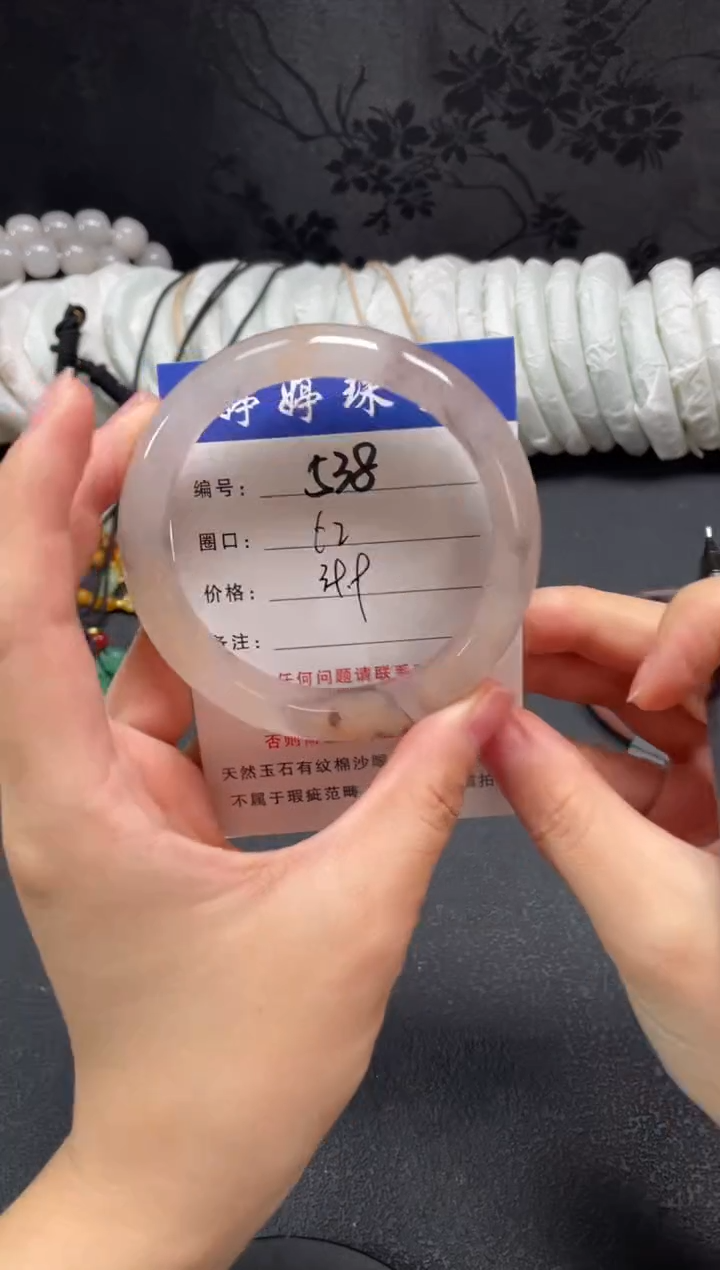 婷婷珠
编号: 538
圈口: 62
价格:
备注:
任何问题请联系
否则
天然玉石有纹棉沙
不属于瑕疵范畴